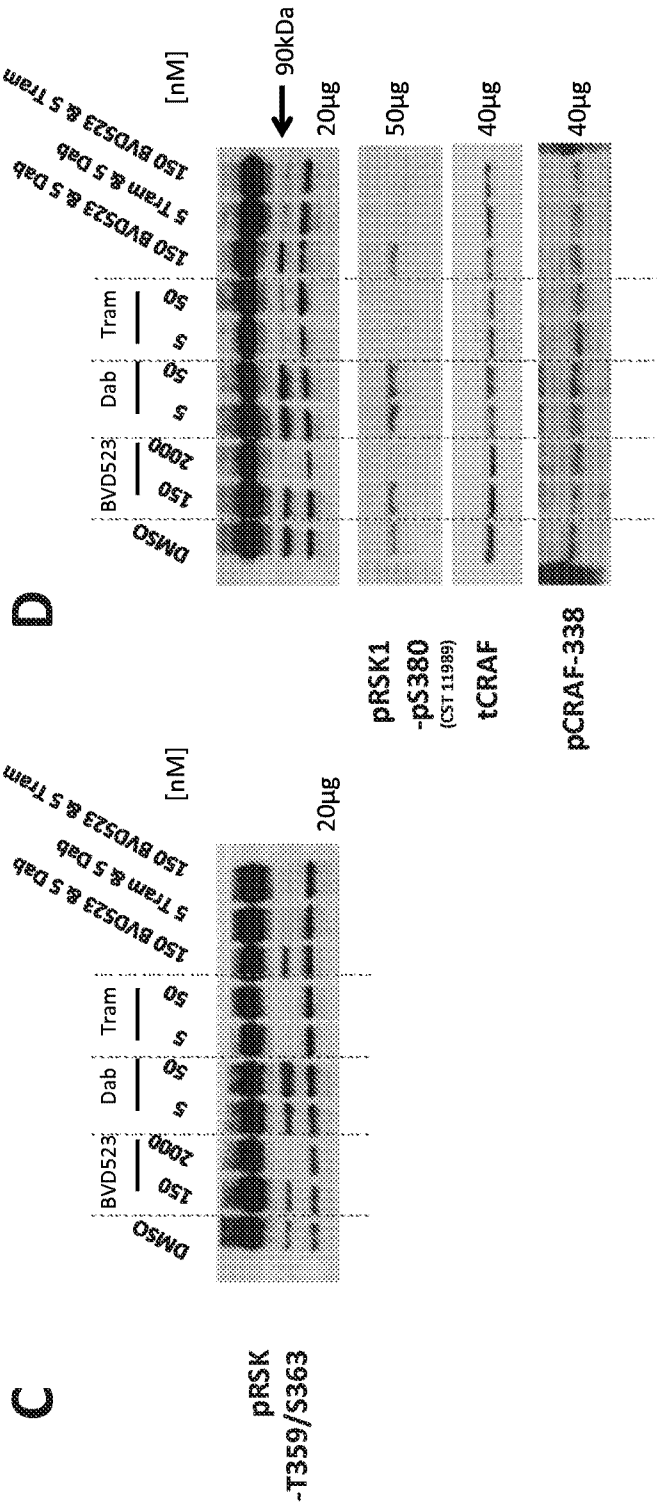 C
DMSO
BVD523
150
2000
Dab
5
50
Tram
5
50
150 BVD523 & 5 Dab
5 Tram & 5 Dab
150 BVD523 & 5 Tram
[nM]
pRSK
-T359/S363
20µg
D
DMSO
BVD523
150
2000
Dab
5
50
Tram
5
50
150 BVD523 & 5 Dab
5 Tram & 5 Dab
150 BVD523 & 5 Tram
[nM]
90kDa
20µg
pRSK1
-pS380
(CST 11989)
50µg
tCRAF
40µg
pCRAF-338
40µg